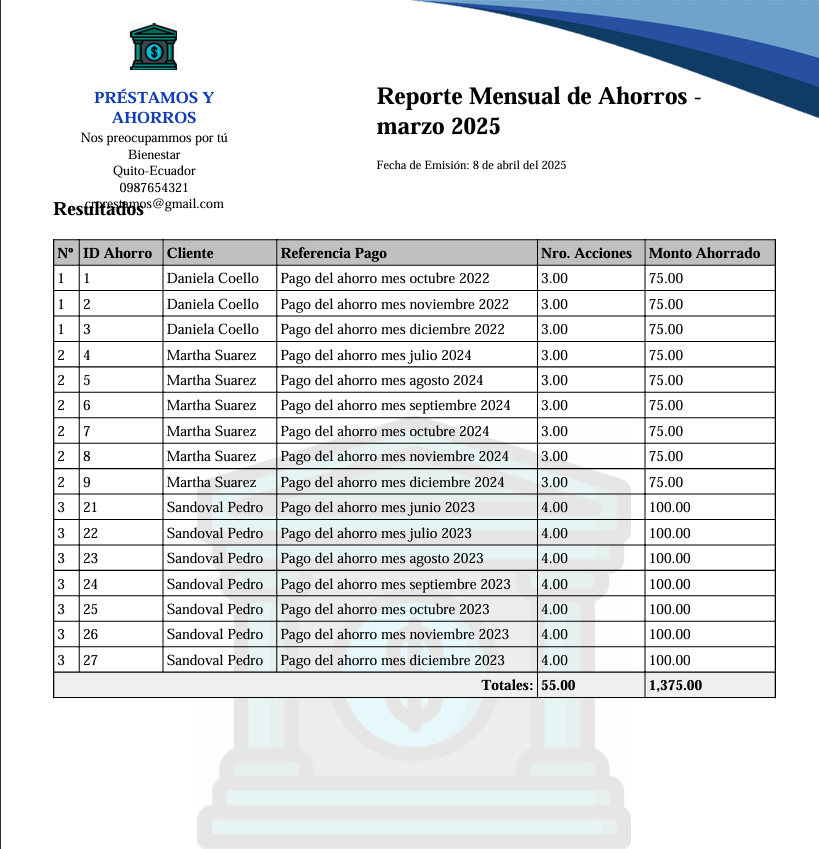 PRÉSTAMOS Y
AHORROS
Nos preocupammos por tú
Bienestar
Quito-Ecuador
0987654321
@gmail.com
Reporte Mensual de Ahorros -
marzo 2025
Fecha de Emisión: 8 de abril del 2025
Resultados
Nº ID Ahorro Cliente Referencia Pago Nro. Acciones Monto Ahorrado
1 1 Daniela Coello Pago del ahorro mes octubre 2022 3.00 75.00
1 2 Daniela Coello Pago del ahorro mes noviembre 2022 3.00 75.00
1 3 Daniela Coello Pago del ahorro mes diciembre 2022 3.00 75.00
2 4 Martha Suarez Pago del ahorro mes julio 2024 3.00 75.00
2 5 Martha Suarez Pago del ahorro mes agosto 2024 3.00 75.00
2 6 Martha Suarez Pago del ahorro mes septiembre 2024 3.00 75.00
2 7 Martha Suarez Pago del ahorro mes octubre 2024 3.00 75.00
2 8 Martha Suarez Pago del ahorro mes noviembre 2024 3.00 75.00
2 9 Martha Suarez Pago del ahorro mes diciembre 2024 3.00 75.00
3 21 Sandoval Pedro Pago del ahorro mes junio 2023 4.00 100.00
3 22 Sandoval Pedro Pago del ahorro mes julio 2023 4.00 100.00
3 23 Sandoval Pedro Pago del ahorro mes agosto 2023 4.00 100.00
3 24 Sandoval Pedro Pago del ahorro mes septiembre 2023 4.00 100.00
3 25 Sandoval Pedro Pago del ahorro mes octubre 2023 4.00 100.00
3 26 Sandoval Pedro Pago del ahorro mes noviembre 2023 4.00 100.00
3 27 Sandoval Pedro Pago del ahorro mes diciembre 2023 4.00 100.00
Totales: 55.00 1,375.00